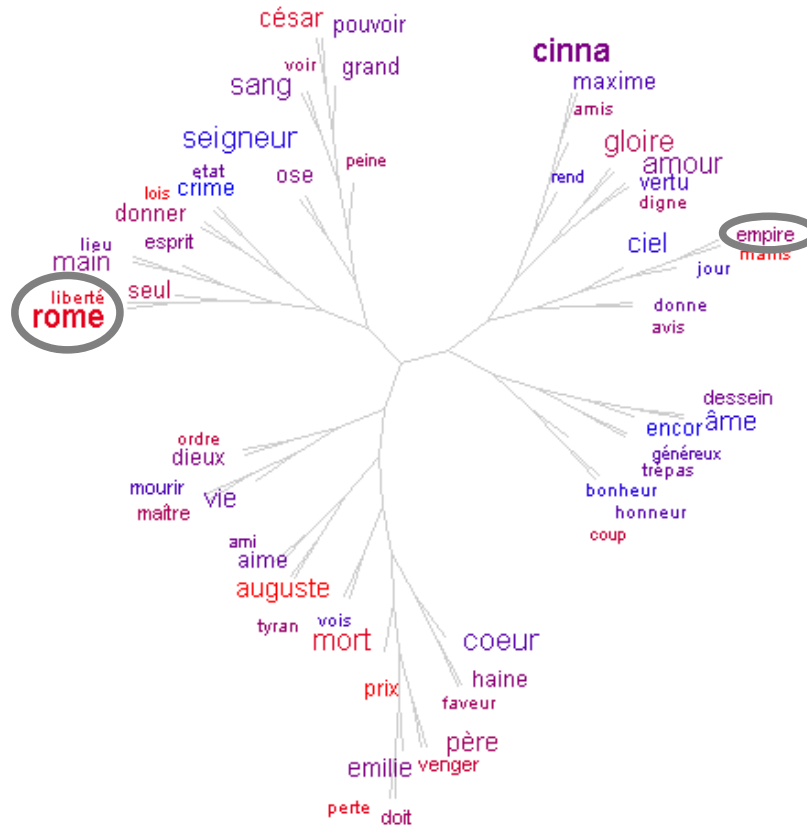 césar
pouvoir
voir
grand
sang
cinna
maxime
amis
seigneur
gloire
amour
peine
etat
ose
rend
vertu
lois
crime
digne
donner
lieu
esprit
ciel
empire
main
mains
jour
seul
liberté
rome
donne
avis
dessein
encor
âme
ordre
généreux
dieux
trépas
mourir
vie
bonheur
maître
honneur
coup
ami
aime
auguste
tyran
vois
mort
coeur
prix
haine
faveur
père
emilie
venger
perte
doit